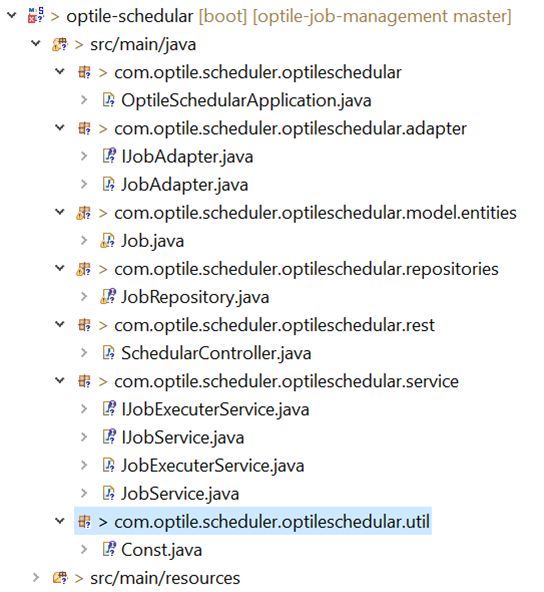 > optile-schedular [boot] [optile-job-management master]
> src/main/java
> com.optile.scheduler.optileschedular
OptileSchedularApplication.java
> com.optile.scheduler.optileschedular.adapter
IJobAdapter.java
JobAdapter.java
> com.optile.scheduler.optileschedular.model.entities
Job.java
> com.optile.scheduler.optileschedular.repositories
JobRepository.java
> com.optile.scheduler.optileschedular.rest
SchedularController.java
> com.optile.scheduler.optileschedular.service
IJobExecuterService.java
IJobService.java
JobExecuterService.java
JobService.java
> com.optile.scheduler.optileschedular.util
Const.java
> src/main/resources